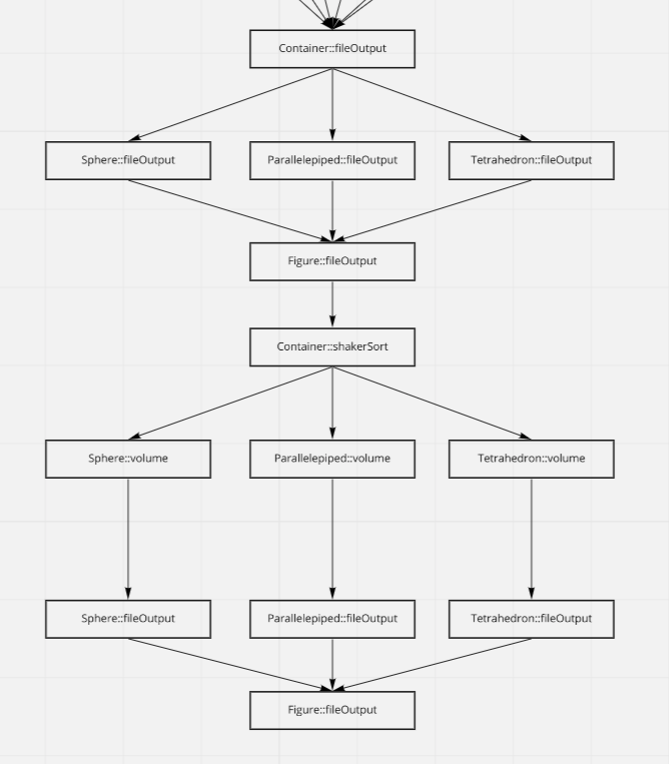 Container::fileOutput
Sphere::fileOutput
Parallelepiped::fileOutput
Tetrahedron::fileOutput
Figure::fileOutput
Container::shakerSort
Sphere::volume
Parallelepiped::volume
Tetrahedron::volume
Sphere::fileOutput
Parallelepiped::fileOutput
Tetrahedron::fileOutput
Figure::fileOutput